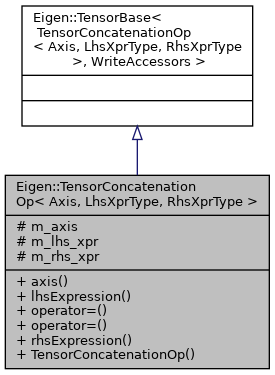 Eigen::TensorBase<
TensorConcatenationOp
< Axis, LhsXprType, RhsXprType
>, WriteAccessors >
Eigen::TensorConcatenation
Op< Axis, LhsXprType, RhsXprType >
# m_axis
# m_lhs_xpr
# m_rhs_xpr
+ axis()
+ lhsExpression()
+ operator=()
+ operator=()
+ rhsExpression()
+ TensorConcatenationOp()